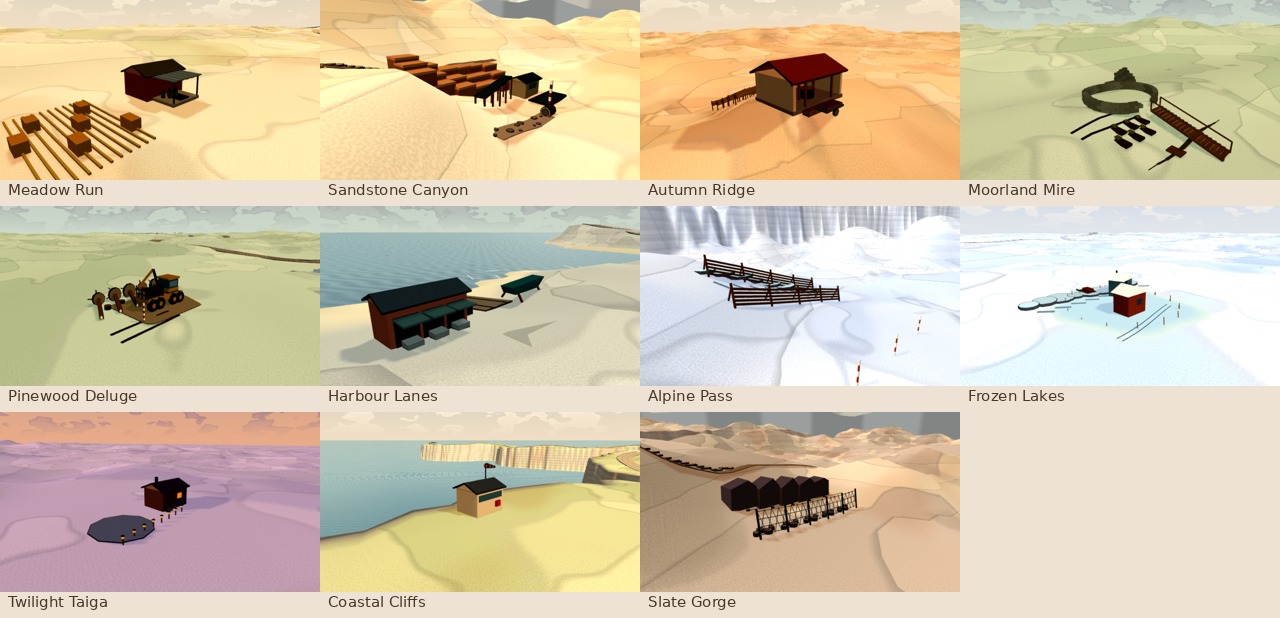 Meadow Run
Sandstone Canyon
Autumn Ridge
Moorland Mire
Pinewood Deluge
Harbour Lanes
Alpine Pass
Frozen Lakes
Twilight Taiga
Coastal Cliffs
Slate Gorge